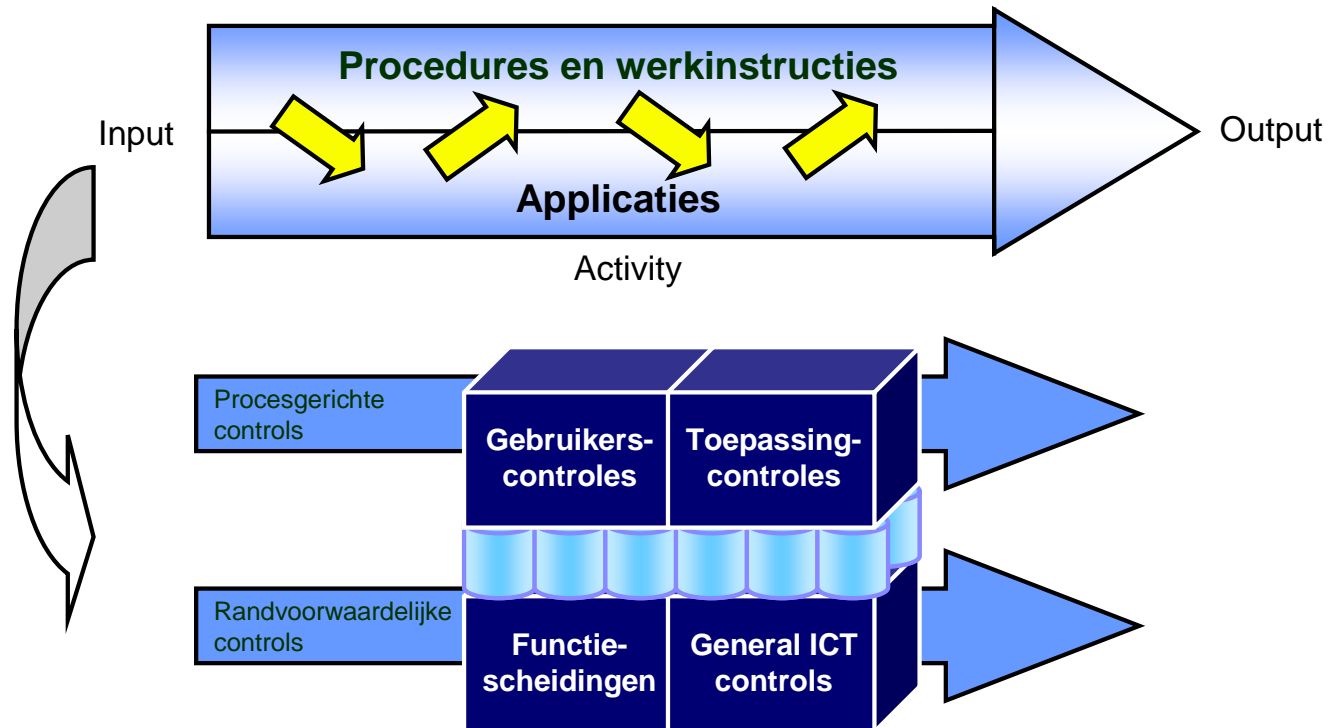 Procedures en werkinstructies
Input
Output
Applicaties
Activity
Procesgerichte
controls
Gebruikers-
controles
Toepassing-
controles
Randvoorwaardelijke
controls
Functie-
scheidingen
General ICT
controls